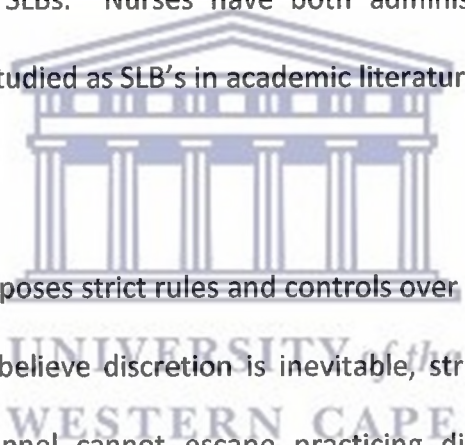 SLBs. Nurses have both adminis
tudied as SLB's in academic literatur
poses strict rules and controls over
believe discretion is inevitable, str
UNIVERSITY of the
nnel cannot escape practicing di
WESTERN CAPE